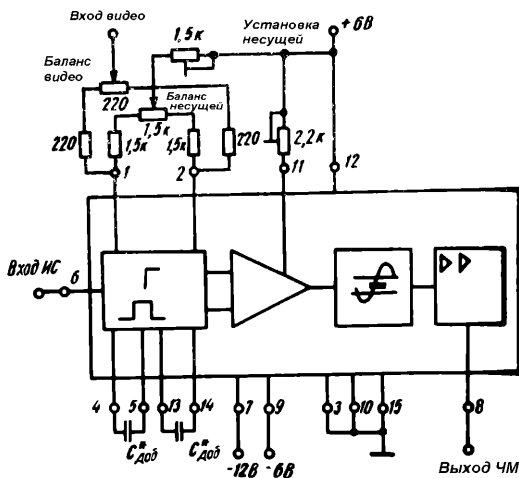 Вход видео
Установка несущей
+6В
1,5к
Баланс видео
220
Баланс несущей
1,5к
220
1,5к
1,5к
220
2,2к
1
2
11
12
Вход ИС
6
4
5
13
14
7
9
3
10
15
8
C*доб
C*доб
-12В
-6В
Выход ЧМ